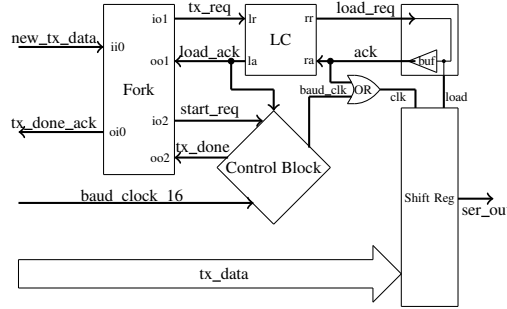 io1 tx_req lr LC rr load_req
new_tx_data ii0 oo1 load_ack la ra ack buf
Fork baud_clk OR clk load
tx_done_ack oi0 io2 start_req
oo2 tx_done Control Block Shift Reg
baud_clock_16 ser_out
tx_data